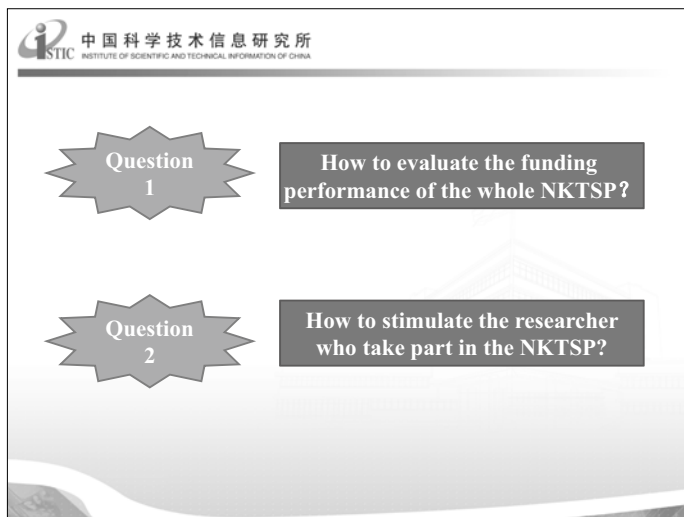 iSTIC 中国科学技术信息研究所
INSTITUTE OF SCIENTIFIC AND TECHNICAL INFORMATION OF CHINA
Question
1
How to evaluate the funding
performance of the whole NKTSP？
Question
2
How to stimulate the researcher
who take part in the NKTSP?